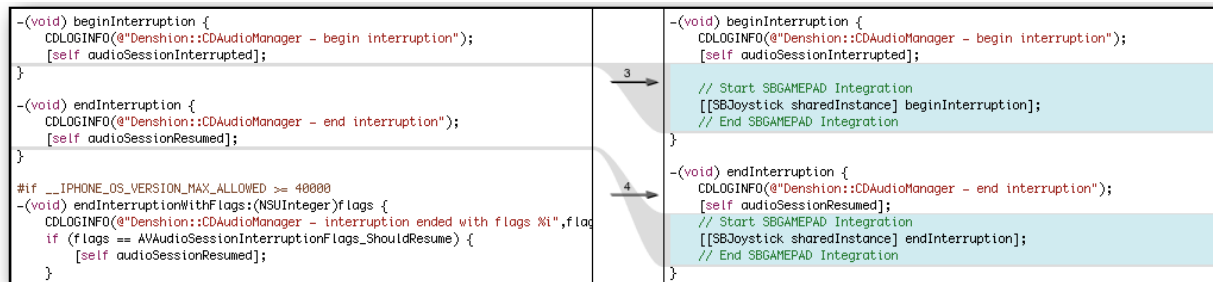 -(void) beginInterruption {
    CDLOGINFO(@"Denshion::CDAudioManager - begin interruption");
    [self audioSessionInterrupted];
}
-(void) endInterruption {
    CDLOGINFO(@"Denshion::CDAudioManager - end interruption");
    [self audioSessionResumed];
}
#if __IPHONE_OS_VERSION_MAX_ALLOWED >= 40000
-(void) endInterruptionWithFlags:(NSUInteger)flags {
    CDLOGINFO(@"Denshion::CDAudioManager - interruption ended with flags %i",flag
    if (flags == AVAudioSessionInterruptionFlags_ShouldResume) {
        [self audioSessionResumed];
    }
3
4
-(void) beginInterruption {
    CDLOGINFO(@"Denshion::CDAudioManager - begin interruption");
    [self audioSessionInterrupted];
    // Start SBGAMEPAD Integration
    [[SBJoystick sharedInstance] beginInterruption];
    // End SBGAMEPAD Integration
}
-(void) endInterruption {
    CDLOGINFO(@"Denshion::CDAudioManager - end interruption");
    [self audioSessionResumed];
    // Start SBGAMEPAD Integration
    [[SBJoystick sharedInstance] endInterruption];
    // End SBGAMEPAD Integration
}